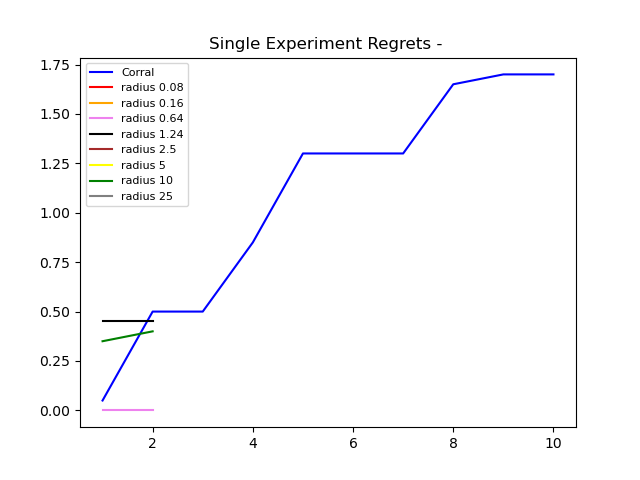 Single Experiment Regrets -
1.75
1.50
1.25
1.00
0.75
0.50
0.25
0.00
Corral
radius 0.08
radius 0.16
radius 0.64
radius 1.24
radius 2.5
radius 5
radius 10
radius 25
2 4 6 8 10